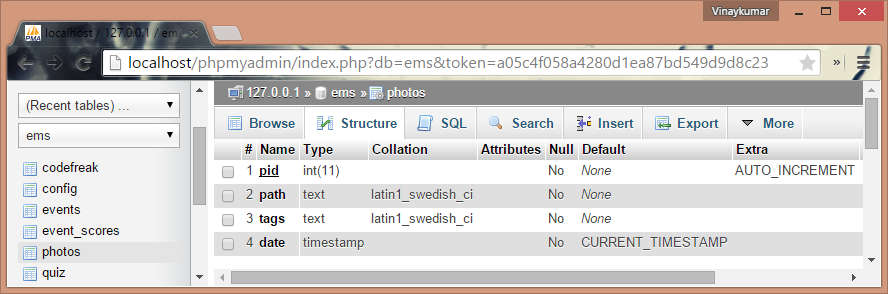 Vinaykumar
PMA localhost / 127.0.0.1 / em
localhost/phpmyadmin/index.php?db=ems&token=a05c4f058a4280d1ea87bd549d9d8c23 »
(Recent tables) ...
ems
codefreak
config
events
event_scores
photos
quiz
127.0.0.1 » ems » photos
Browse Structure SQL Search Insert Export More
# Name Type Collation Attributes Null Default Extra
1 pid int(11) No None AUTO_INCREMENT
2 path text latin1_swedish_ci No None
3 tags text latin1_swedish_ci No None
4 date timestamp No CURRENT_TIMESTAMP